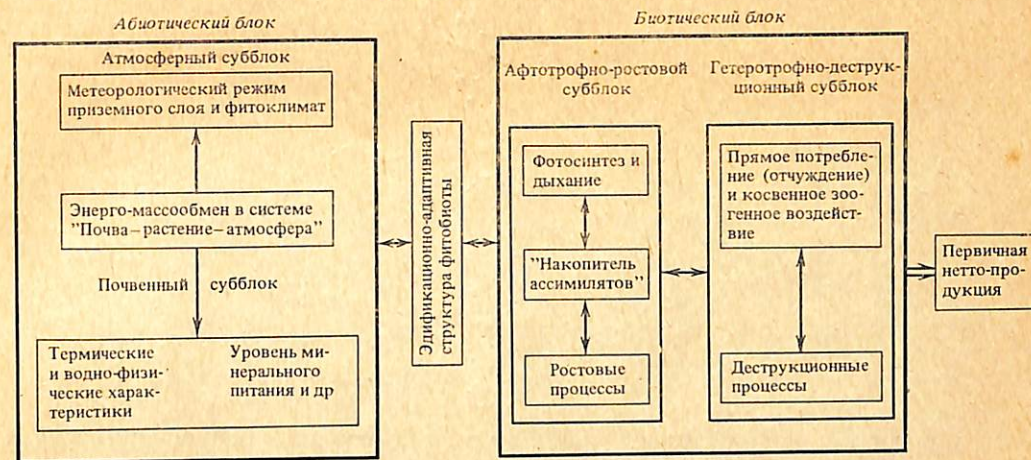 Абиотический блок
Атмосферный субблок
Метеорологический режим
приземного слоя и фитоклимат
Энерго-массообмен в системе
"Почва—растение—атмосфера"
Почвенный субблок
Термические
и водно-физи-
ческие харак-
теристики
Уровень ми-
нерального
питания и др
Эдификационно-адаптивная
структура фитобиоты
Биотический блок
Афтотрофно-ростовой
субблок
Фотосинтез и
дыхание
"Накопитель
ассимилятов"
Ростовые
процессы
Гетеротрофно-деструк-
ционный субблок
Прямое потребле-
ние (отчуждение)
и косвенное зоо-
генное воздейст-
вие
Деструкционные
процессы
Первичная
нетто-про-
дукция